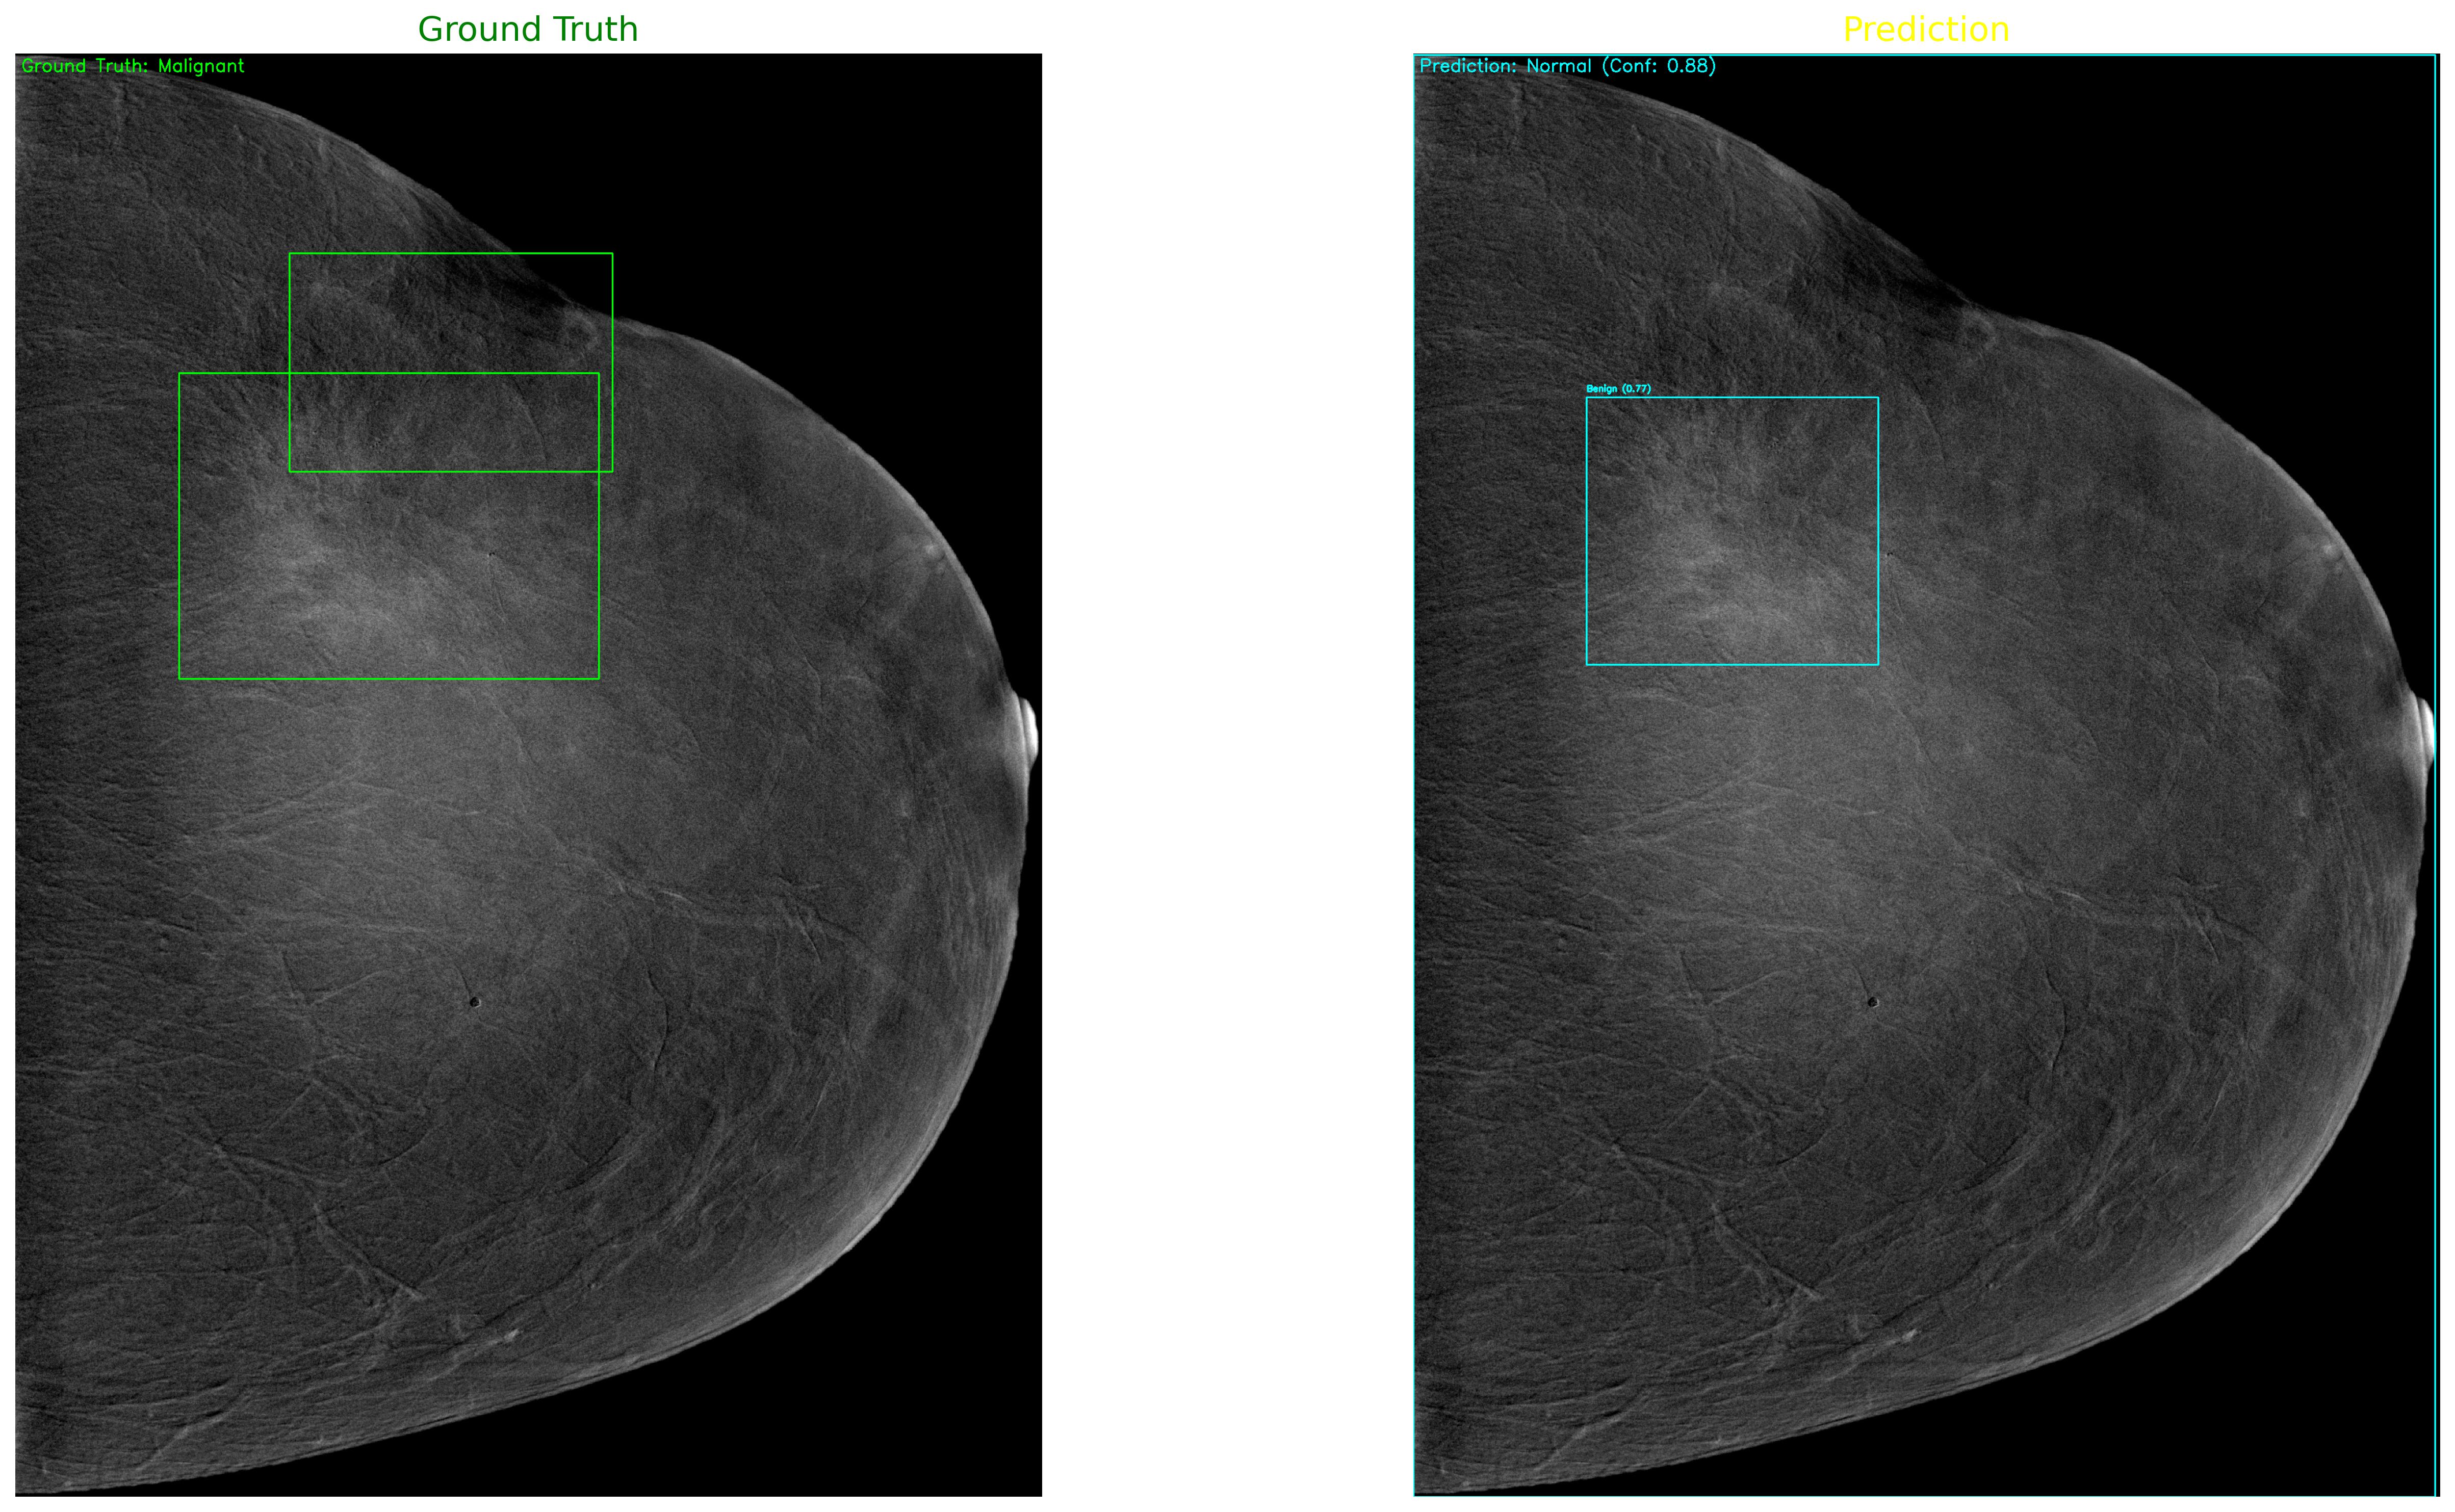 Ground Truth
Prediction
Ground Truth: Malignant
Prediction: Normal (Conf: 0.88)
Benign (0.77)